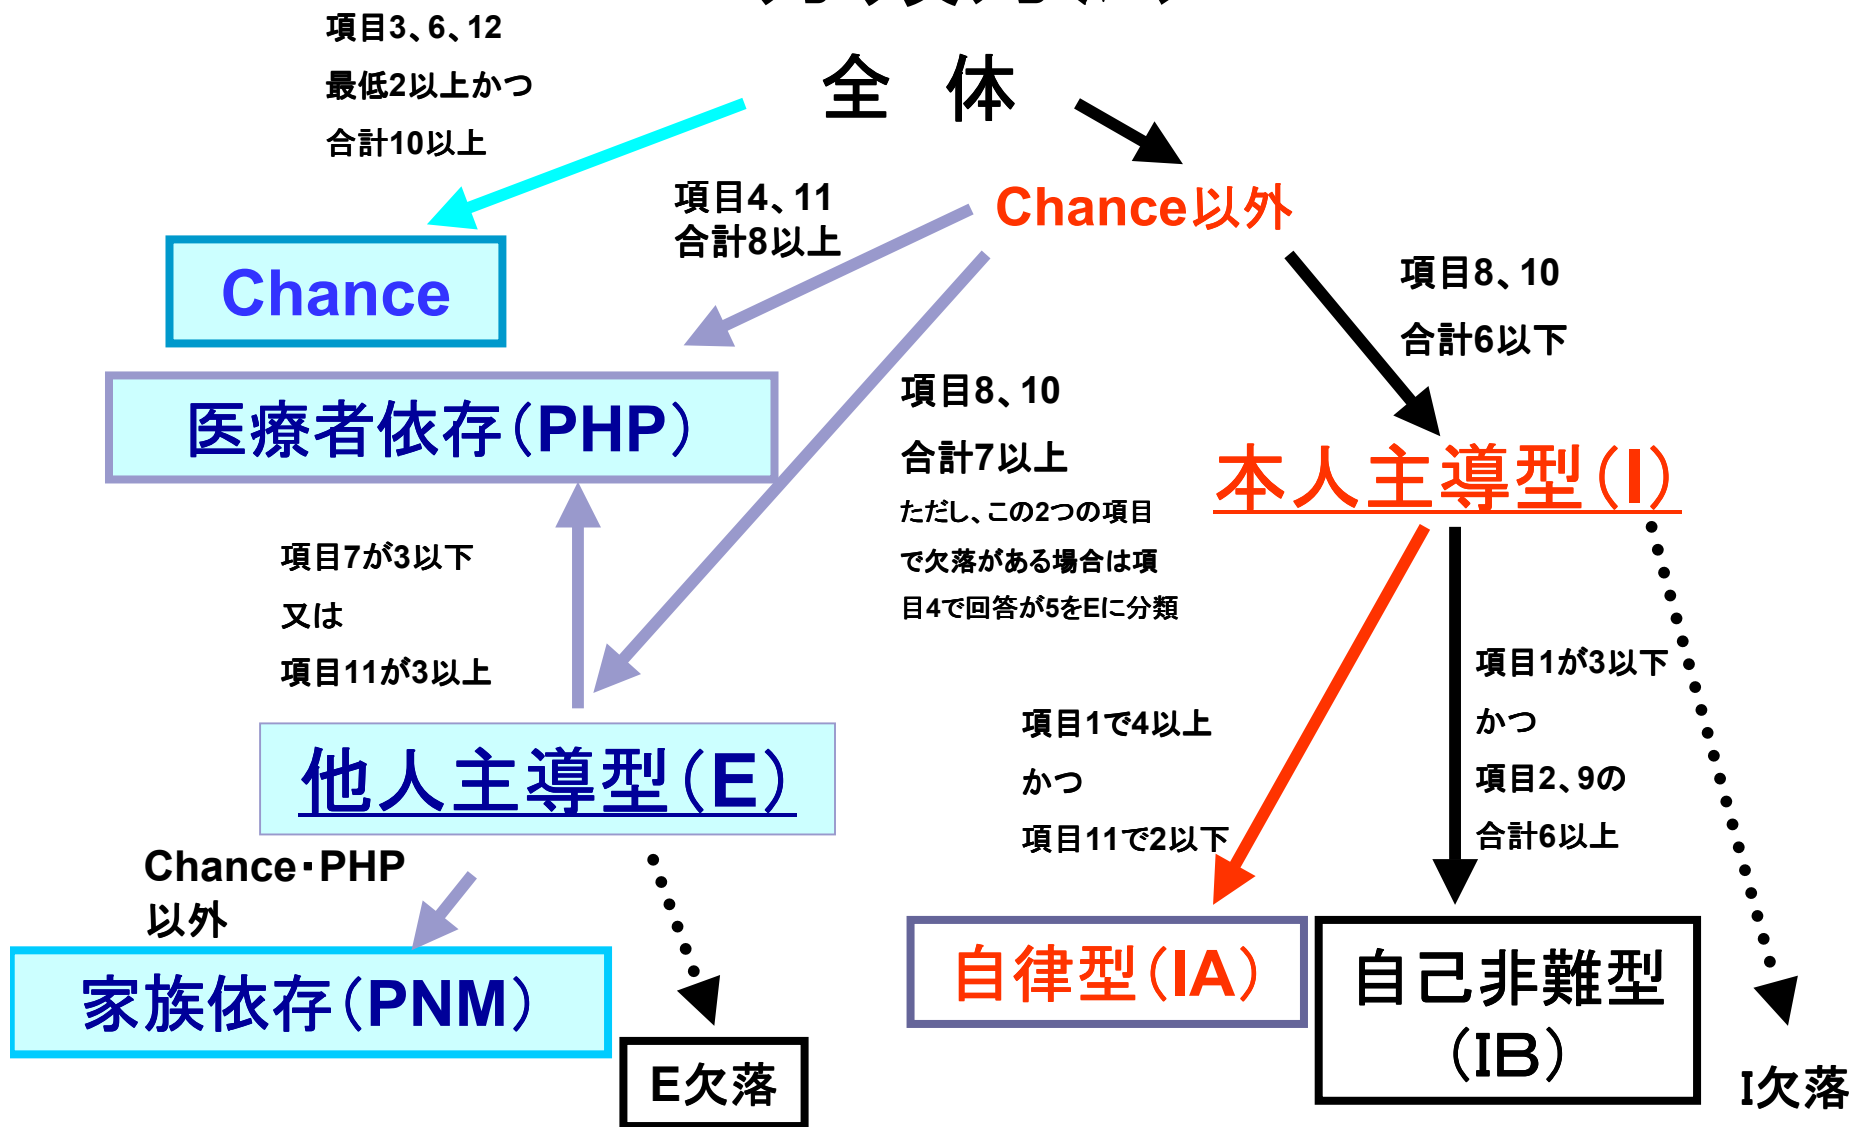 項目3、6、12
最低2以上かつ
合計10以上
全 体
項目4、11
合計8以上
Chance以外
Chance
項目8、10
合計6以下
医療者依存（PHP）
項目8、10
合計7以上
ただし、この2つの項目
で欠落がある場合は項
目4で回答が5をEに分類
本人主導型（I）
項目7が3以下
又は
項目11が3以上
項目1が3以下
かつ
項目2、9の
合計6以上
項目1で4以上
かつ
項目11で2以下
他人主導型（E）
Chance・PHP
以外
家族依存（PNM）
E欠落
自律型（IA）
自己非難型
（IB）
I欠落